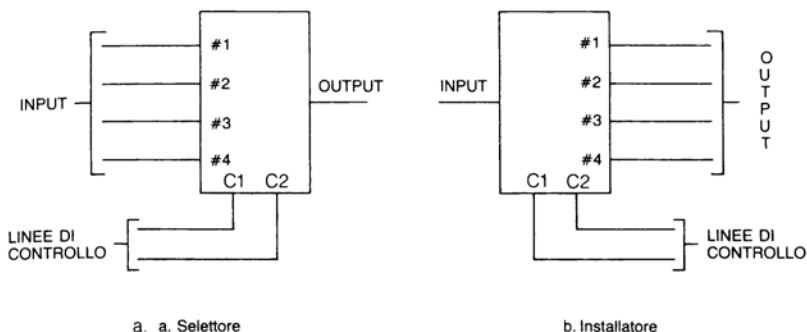 #1
#2
INPUT
#3
#4
OUTPUT
C1 C2
LINEE DI
CONTROLLO
a. a. Selettore
INPUT
#1
#2
#3
#4
OUTPUT
C1 C2
LINEE DI
CONTROLLO
b. Installatore